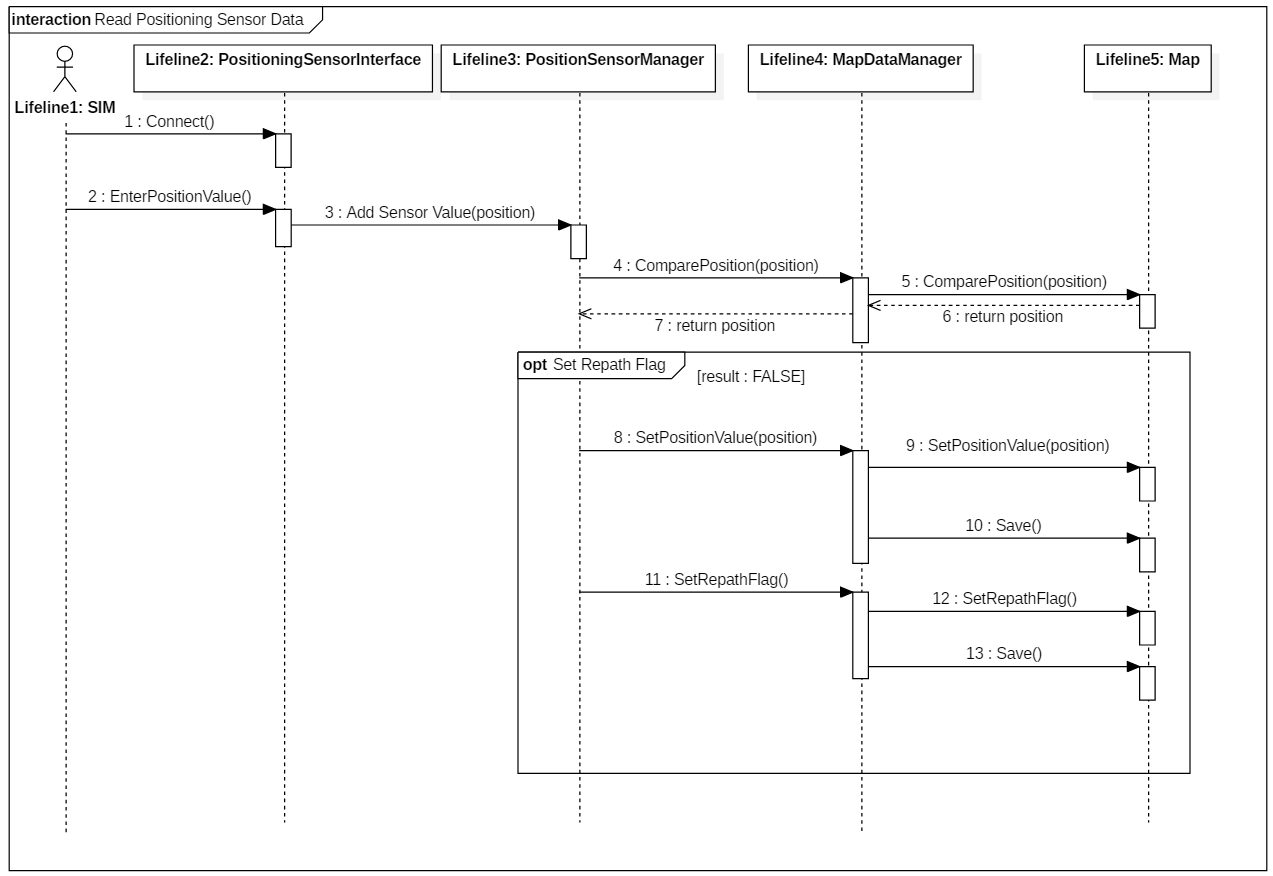 interaction Read Positioning Sensor Data
Lifeline1: SIM
Lifeline2: PositioningSensorInterface
Lifeline3: PositionSensorManager
Lifeline4: MapDataManager
Lifeline5: Map
1 : Connect()
2 : EnterPositionValue()
3 : Add Sensor Value(position)
4 : ComparePosition(position)
5 : ComparePosition(position)
6 : return position
7 : return position
opt Set Repath Flag
[result : FALSE]
8 : SetPositionValue(position)
9 : SetPositionValue(position)
10 : Save()
11 : SetRepathFlag()
12 : SetRepathFlag()
13 : Save()